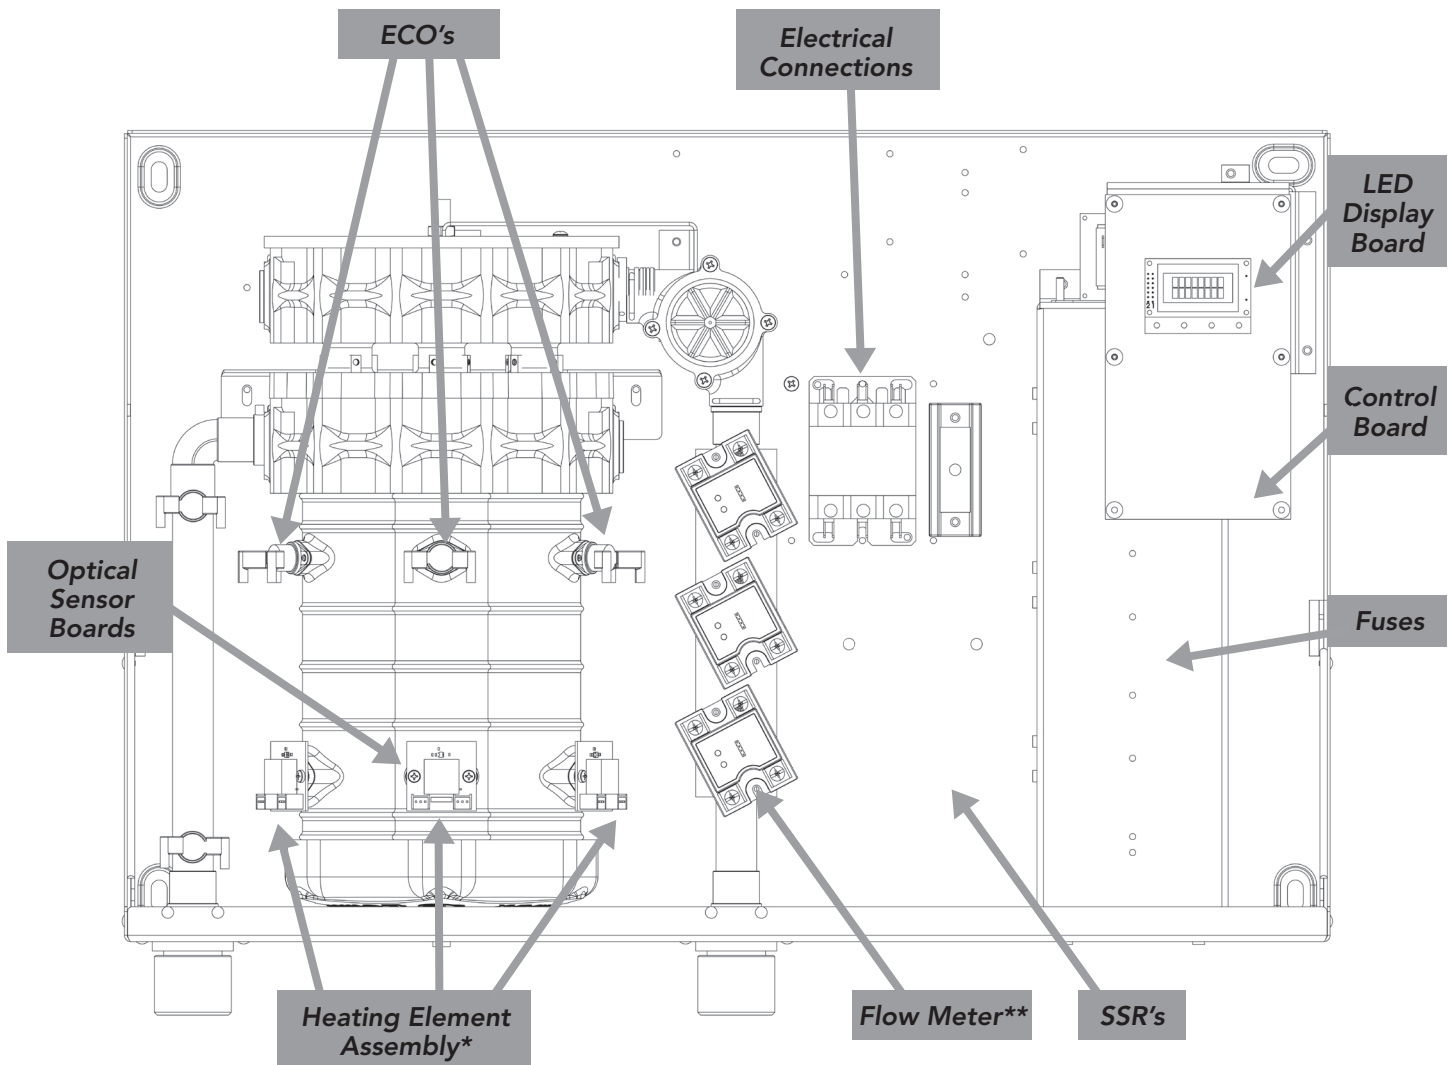 ECO's
Electrical
Connections
LED
Display
Board
Control
Board
Optical
Sensor
Boards
Fuses
Heating Element
Assembly*
Flow Meter**
SSR's